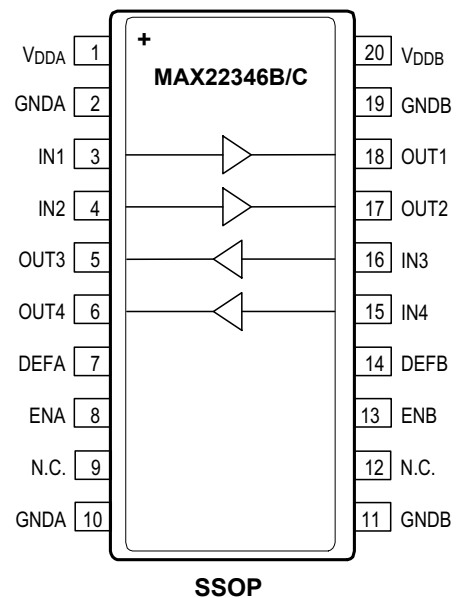 +
MAX22346B/C
VDDA 1 20 VDDB
GNDA 2 19 GNDB
IN1 3 18 OUT1
IN2 4 17 OUT2
OUT3 5 16 IN3
OUT4 6 15 IN4
DEFA 7 14 DEFB
ENA 8 13 ENB
N.C. 9 12 N.C.
GNDA 10 11 GNDB
SSOP